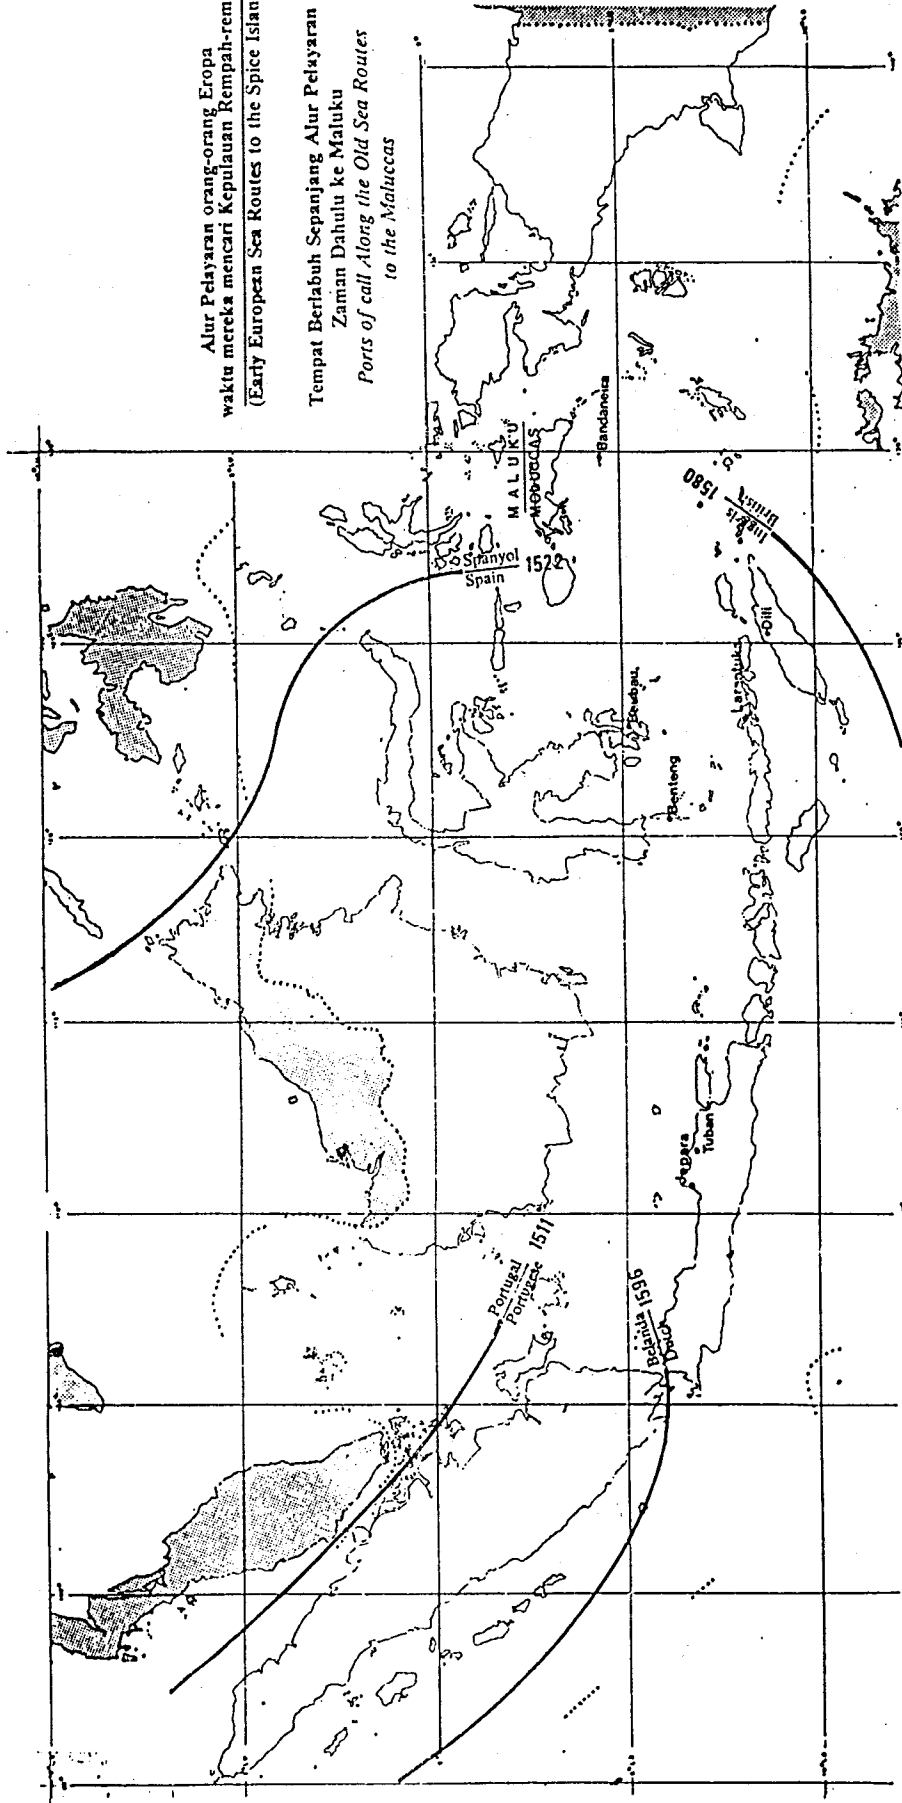 Alur Pelayaran orang-orang Eropa
waktu mereka mencari Kepulauan Rempah-rem
(Early European Sea Routes to the Spice Islan
Tempat Berlabuh Sepanjang Alur Pelayaran
Zaman Dahulu ke Maluku
Ports of call Along the Old Sea Routes
to the Maluccas
Portugal 1511
Portugese
Belanda 1596
Dutch
Spanyol 1522
Spain
Inggris 1580
British
MALUKU
MOLUCCAS
Bandaneira
Baubau
Benteng
Larantuka
Dili
Jepara
Tuban